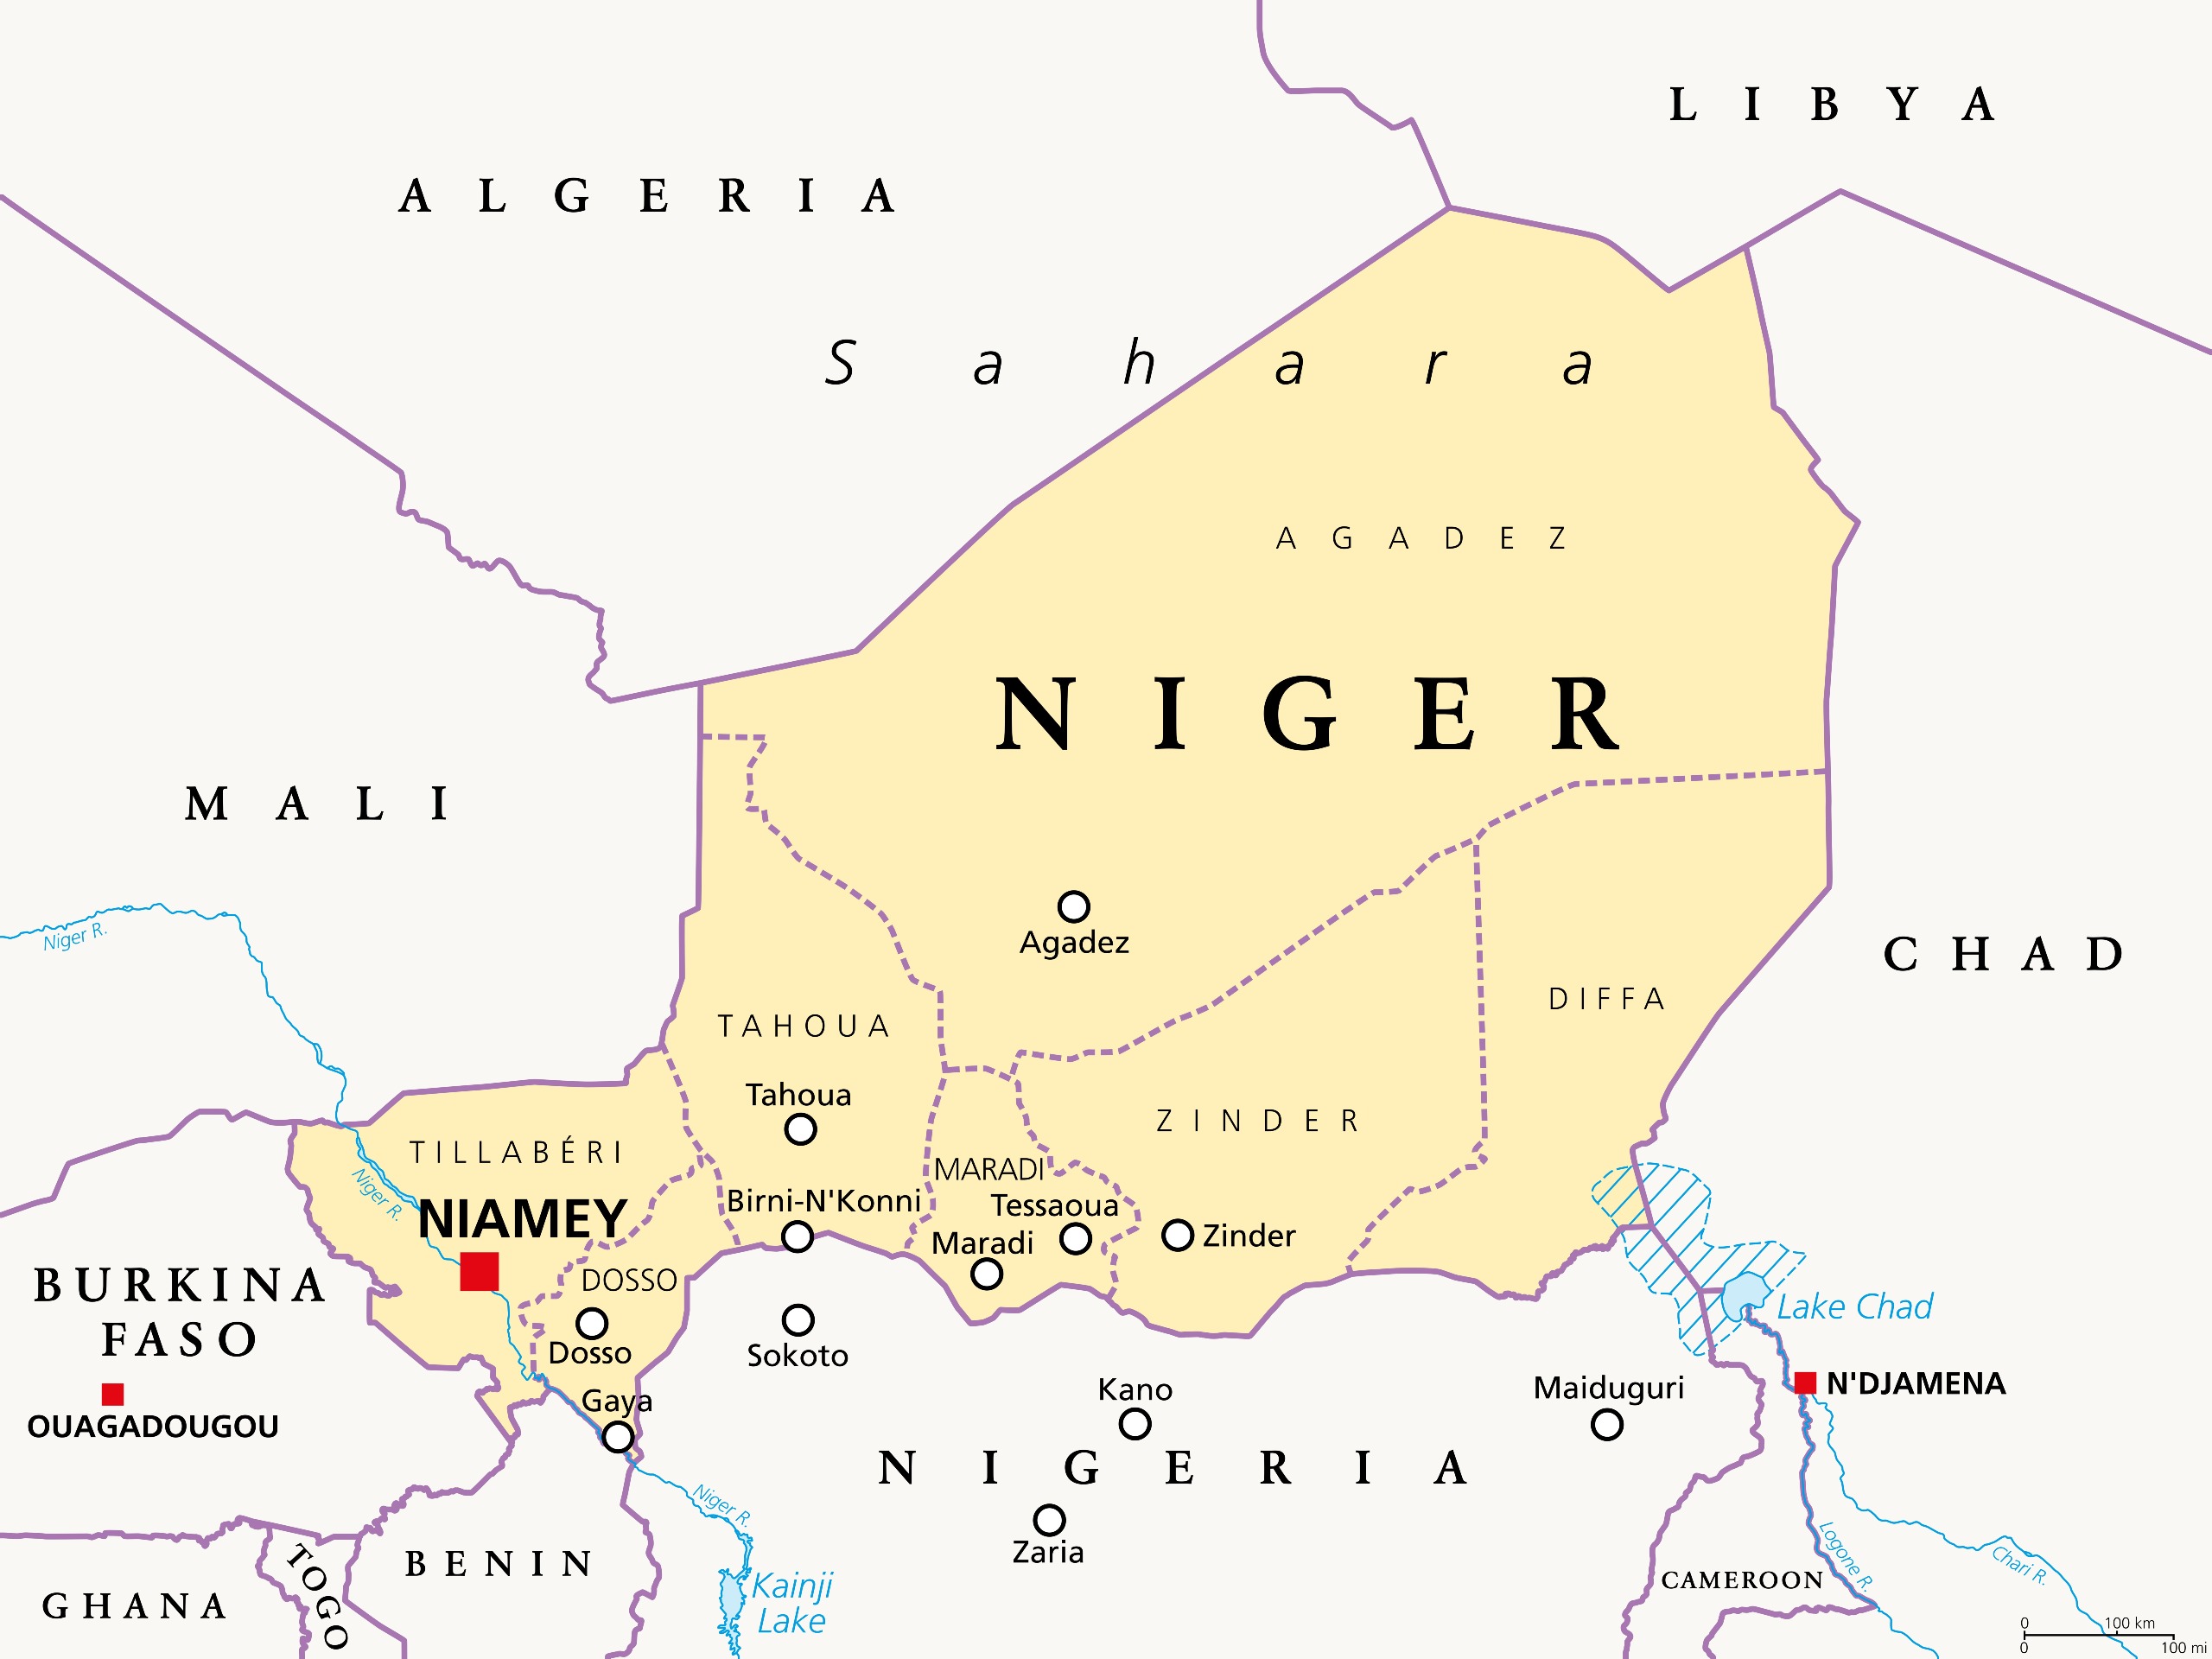 LIBYA
ALGERIA
Sahara
AGADEZ
NIGER
MALI
Niger R.
Agadez
CHAD
DIFFA
TAHOUA
Tahoua
ZINDER
TILLABÉRI
MARADI
Niger R.
NIAMEY
Birni-N'Konni
Tessaoua
Maradi
Zinder
BURKINA
FASO
DOSSO
Lake Chad
Dosso
Sokoto
OUAGADOUGOU
Gaya
Kano
Maiduguri
N'DJAMENA
NIGERIA
Niger R.
Zaria
TOGO
BENIN
Kainji
Lake
GHANA
CAMEROON
Logone R.
Chari R.
0 100 km
0 100 mi